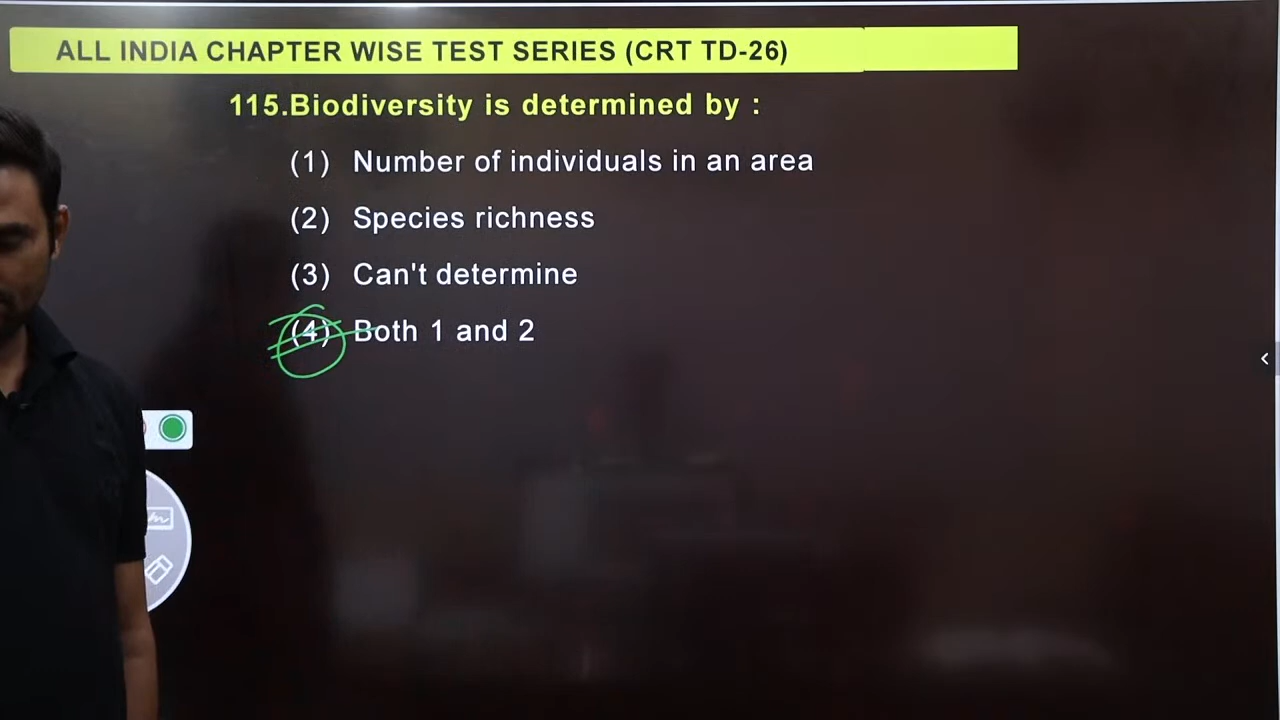 ALL INDIA CHAPTER WISE TEST SERIES (CRT TD-26)
115.Biodiversity is determined by :
(1) Number of individuals in an area
(2) Species richness
(3) Can't determine
(4) Both 1 and 2